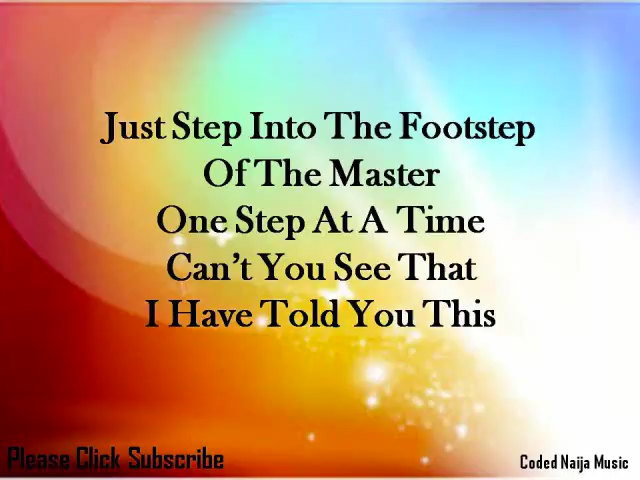 Just Step Into The Footstep
Of The Master
One Step At A Time
Can't You See That
I Have Told You This
Please Click Subscribe
Coded Naija Music